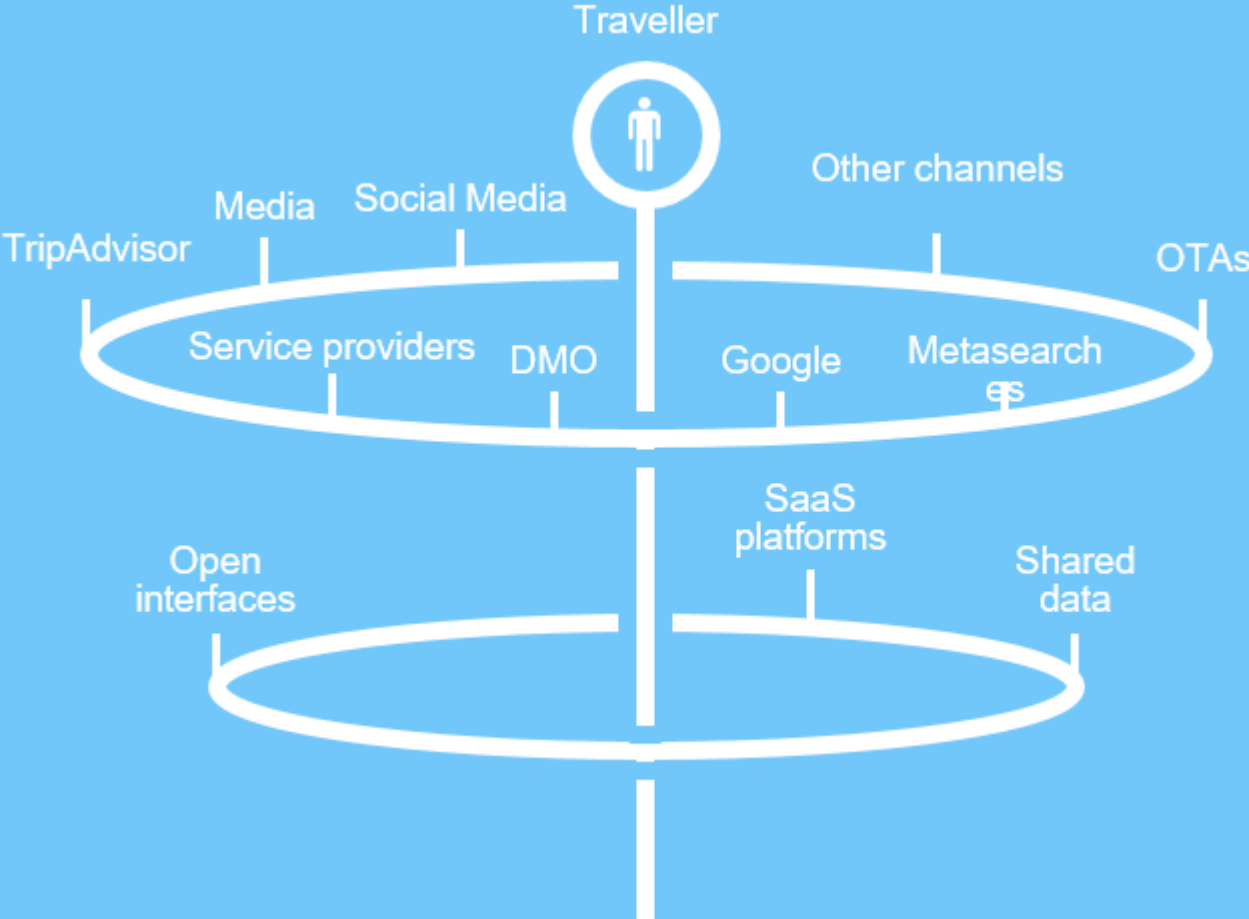 Traveller
Other channels
Social Media
Media
TripAdvisor
OTAs
Service providers
DMO
Google
Metasearch
es
SaaS
platforms
Open
interfaces
Shared
data